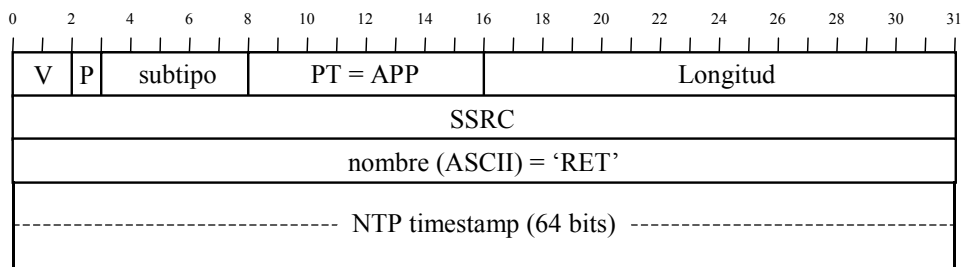 0 2 4 6 8 10 12 14 16 18 20 22 24 26 28 30 31
V P subtipo PT = APP Longitud
SSRC
nombre (ASCII) = ‘RET’
NTP timestamp (64 bits)